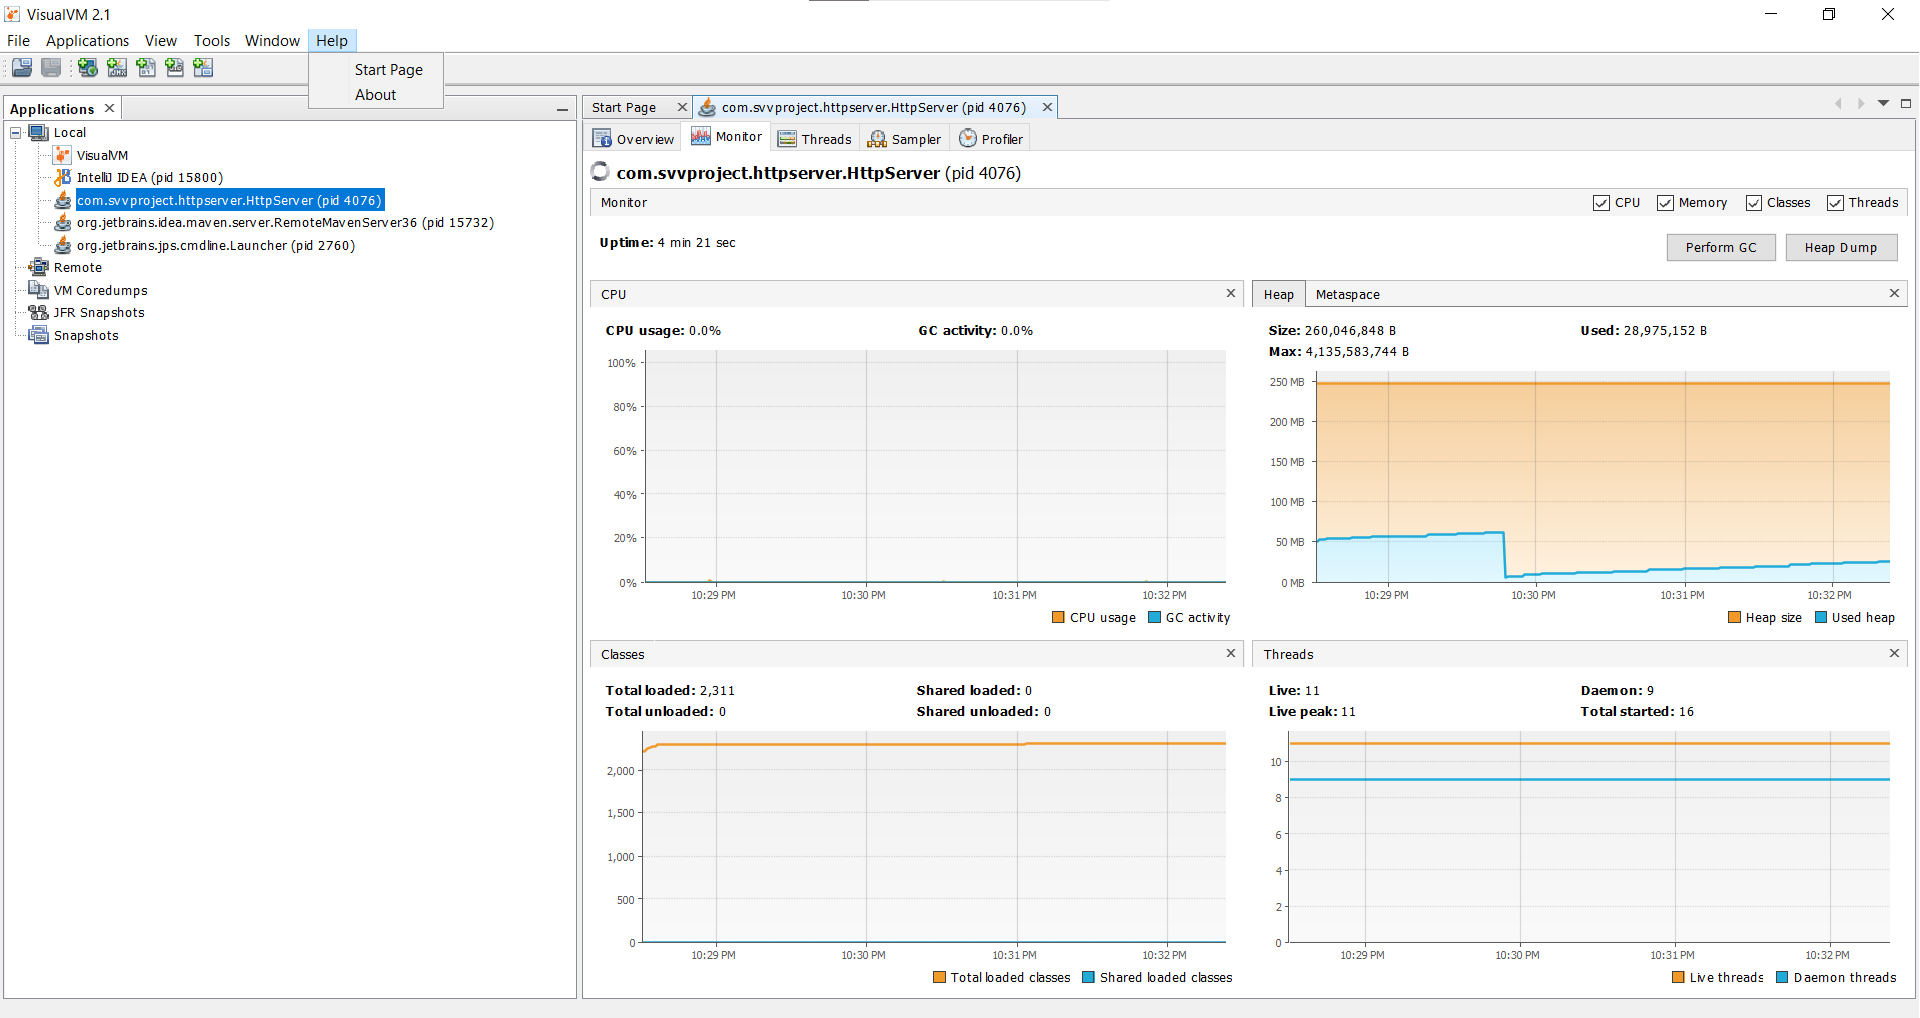 VisualVM 2.1
File Applications View Tools Window Help
Start Page
About
Applications
Local
VisualVM
IntelliJ IDEA (pid 15800)
com.svvproject.httpserver.HttpServer (pid 4076)
org.jetbrains.idea.maven.server.RemoteMavenServer36 (pid 15732)
org.jetbrains.jps.cmdline.Launcher (pid 2760)
Remote
VM Coredumps
JFR Snapshots
Snapshots
Start Page com.svvproject.httpserver.HttpServer (pid 4076)
Overview Monitor Threads Sampler Profiler
com.svvproject.httpserver.HttpServer (pid 4076)
Monitor CPU Memory Classes Threads
Uptime: 4 min 21 sec
Perform GC Heap Dump
CPU
CPU usage: 0.0% GC activity: 0.0%
100%
80%
60%
40%
20%
0%
10:29 PM 10:30 PM 10:31 PM 10:32 PM
CPU usage GC activity
Heap Metaspace
Size: 260,046,848 B Used: 28,975,152 B
Max: 4,135,583,744 B
250 MB
200 MB
150 MB
100 MB
50 MB
0 MB
10:29 PM 10:30 PM 10:31 PM 10:32 PM
Heap size Used heap
Classes
Total loaded: 2,311 Shared loaded: 0
Total unloaded: 0 Shared unloaded: 0
2,000
1,500
1,000
500
0
10:29 PM 10:30 PM 10:31 PM 10:32 PM
Total loaded classes Shared loaded classes
Threads
Live: 11 Daemon: 9
Live peak: 11 Total started: 16
10
8
6
4
2
0
10:29 PM 10:30 PM 10:31 PM 10:32 PM
Live threads Daemon threads